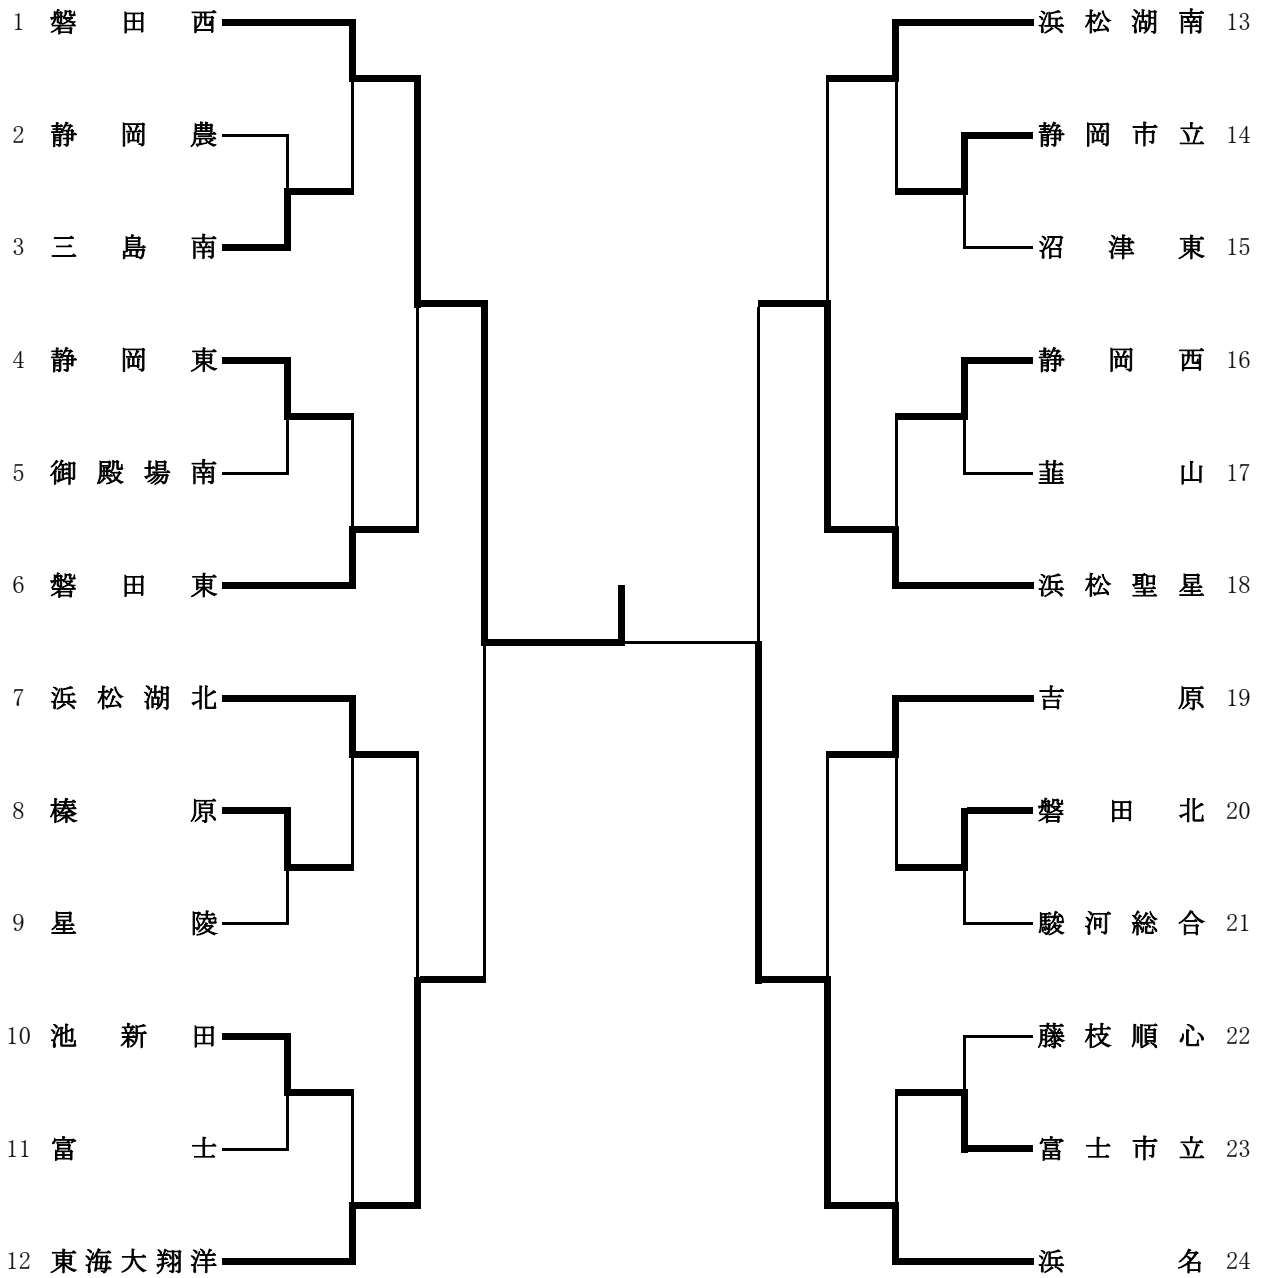 1 磐田西
2 静岡農
3 三島南
4 静岡東
5 御殿場南
6 磐田東
7 浜松湖北
8 榛原
9 星陵
10 池新田
11 富士
12 東海大翔洋
浜松湖南 13
静岡市立 14
沼津東 15
静岡西 16
韮山 17
浜松聖星 18
吉原 19
磐田北 20
駿河総合 21
藤枝順心 22
富士市立 23
浜名 24